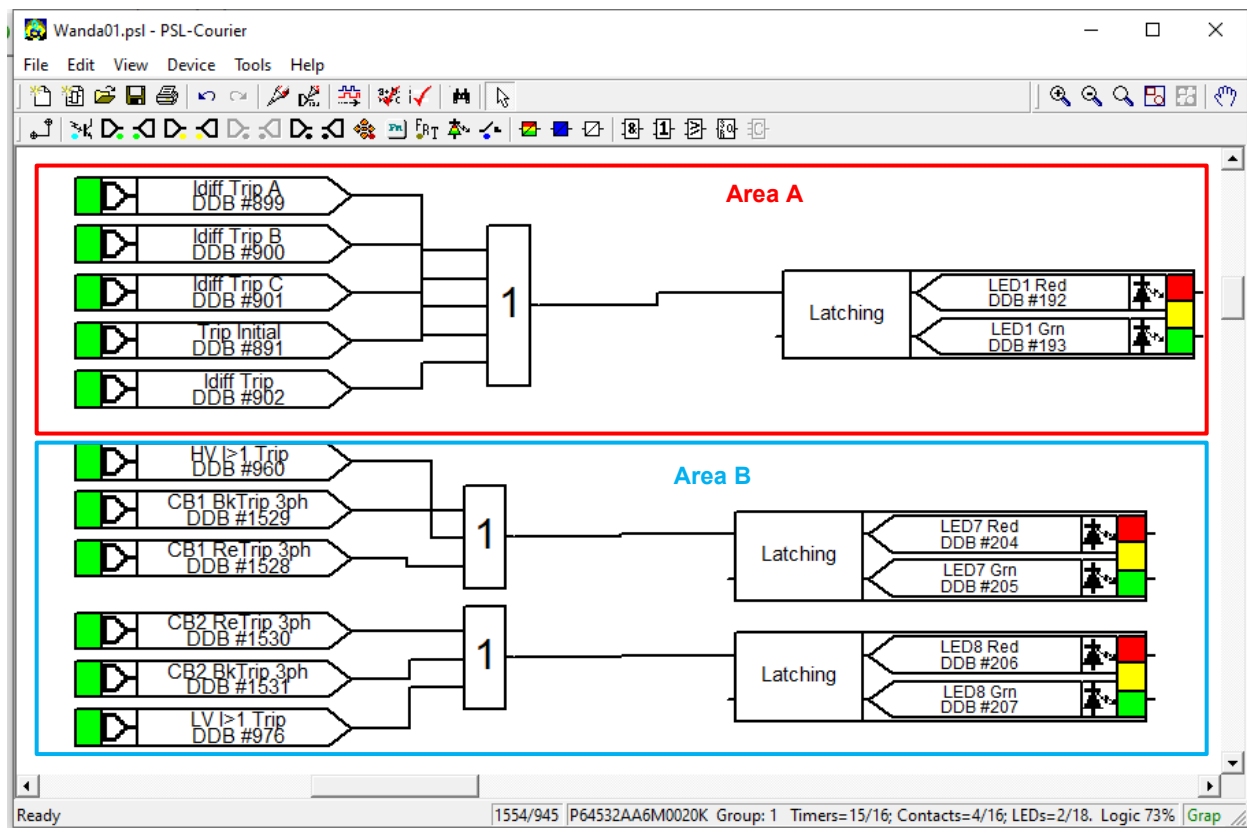 Wanda01.psl - PSL-Courier
File Edit View Device Tools Help
Area A
Idiff Trip A
DDB #899
Idiff Trip B
DDB #900
Idiff Trip C
DDB #901
Trip Initial
DDB #891
Idiff Trip
DDB #902
1
Latching
LED1 Red
DDB #192
LED1 Grn
DDB #193
Area B
HV I>1 Trip
DDB #960
CB1 BkTrip 3ph
DDB #1529
CB1 ReTrip 3ph
DDB #1528
1
Latching
LED7 Red
DDB #204
LED7 Grn
DDB #205
CB2 ReTrip 3ph
DDB #1530
CB2 BkTrip 3ph
DDB #1531
LV I>1 Trip
DDB #976
1
Latching
LED8 Red
DDB #206
LED8 Grn
DDB #207
Ready 1554/945 P64532AA6M0020K Group: 1 Timers=15/16; Contacts=4/16; LEDs=2/18. Logic 73% Grap